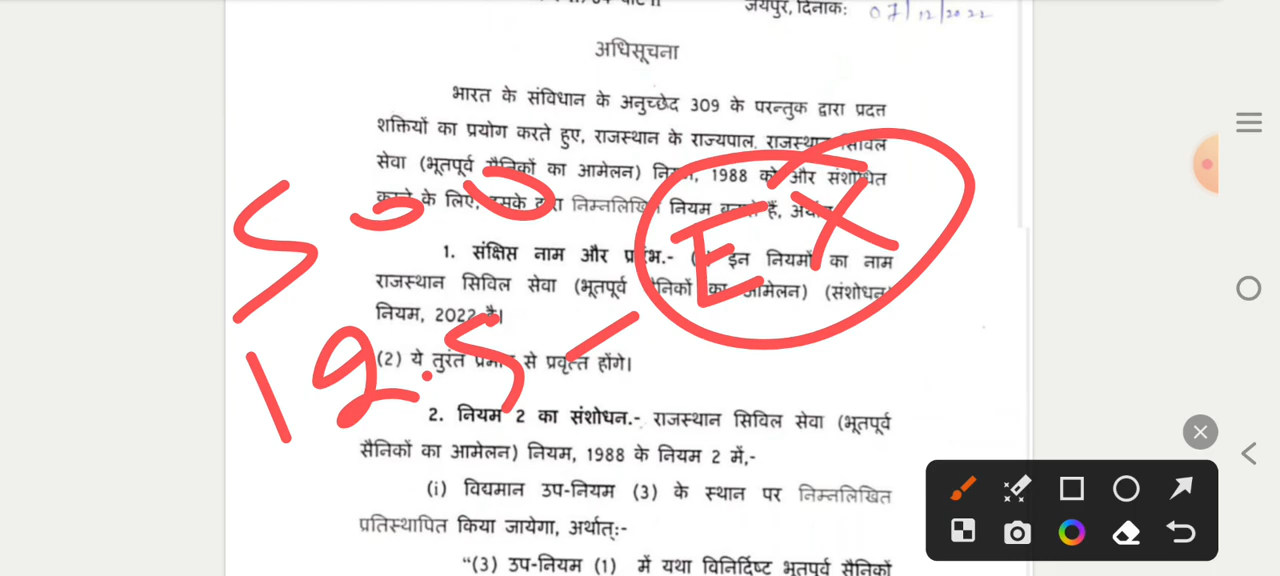 जयपुर, दिनांक: 07/12/2022
अधिसूचना
भारत के संविधान के अनुच्छेद 309 के परन्तुक द्वारा प्रदत्त
शक्तियों का प्रयोग करते हुए, राजस्थान के राज्यपाल, राजस्थान सिविल
सेवा (भूतपूर्व सैनिकों का आमेलन) नियम, 1988 को और संशोधित
करने के लिए, इसके द्वारा निम्नलिखित नियम बनाते हैं, अर्थात्
500
EX
1. संक्षिप्त नाम और प्रारंभ.- इन नियमों का नाम
राजस्थान सिविल सेवा (भूतपूर्व सैनिकों का आमेलन) (संशोधन)
नियम, 2022 है।
12.5 -
(2) ये तुरंत प्रभाव से प्रवृत्त होंगे।
2. नियम 2 का संशोधन.- राजस्थान सिविल सेवा (भूतपूर्व
सैनिकों का आमेलन) नियम, 1988 के नियम 2 में,-
(i) विद्यमान उप-नियम (3) के स्थान पर निम्नलिखित
प्रतिस्थापित किया जायेगा, अर्थात्:-
“(3) उप-नियम (1) में यथा विनिर्दिष्ट भूतपूर्व सैनिकों